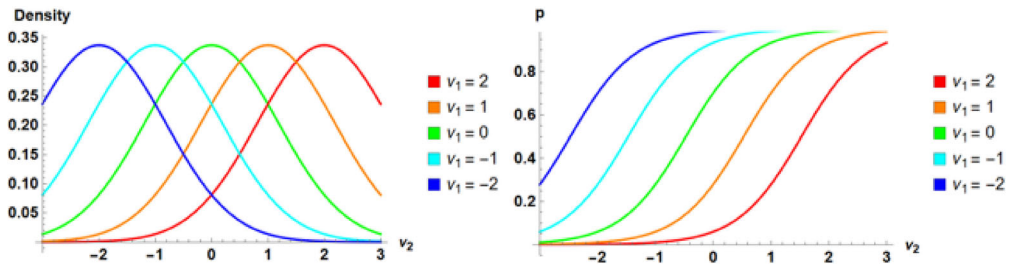 Density
0.35
0.30
0.25
0.20
0.15
0.10
0.05
−2 −1 0 1 2 3
v₂
v₁ = 2
v₁ = 1
v₁ = 0
v₁ = −1
v₁ = −2
p
0.8
0.6
0.4
0.2
−2 −1 0 1 2 3
v₂
v₁ = 2
v₁ = 1
v₁ = 0
v₁ = −1
v₁ = −2